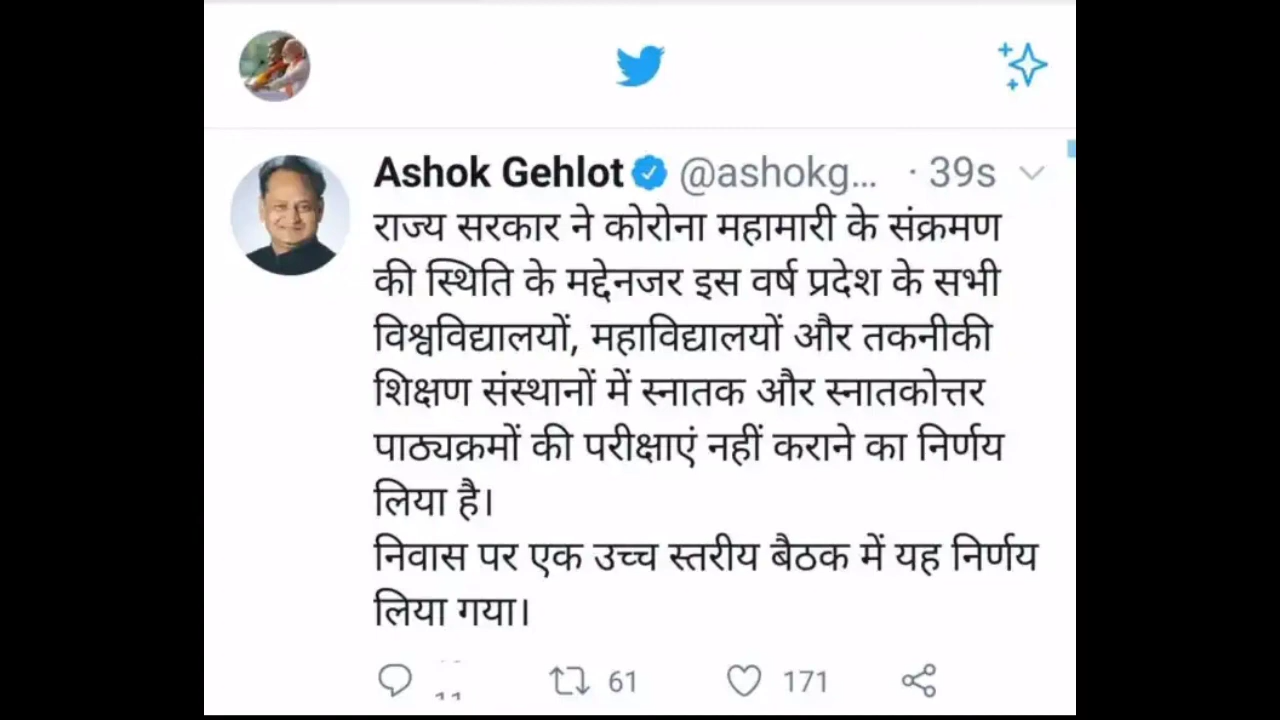 Ashok Gehlot @ashokg... · 39s
राज्य सरकार ने कोरोना महामारी के संक्रमण
की स्थिति के मद्देनजर इस वर्ष प्रदेश के सभी
विश्वविद्यालयों, महाविद्यालयों और तकनीकी
शिक्षण संस्थानों में स्नातक और स्नातकोत्तर
पाठ्यक्रमों की परीक्षाएं नहीं कराने का निर्णय
लिया है।
निवास पर एक उच्च स्तरीय बैठक में यह निर्णय
लिया गया।
61 171